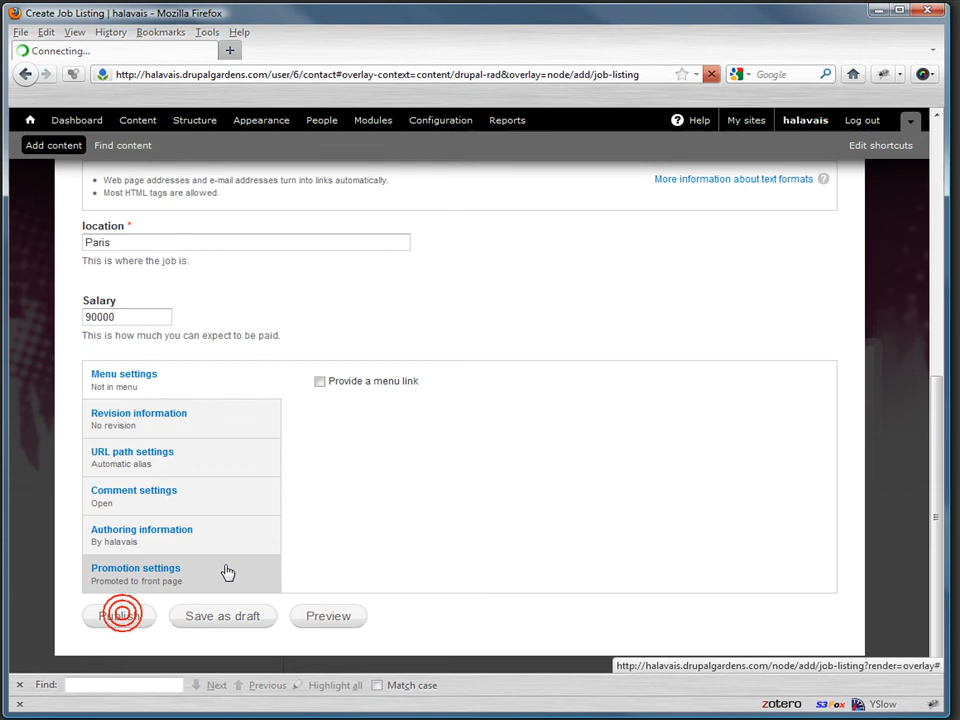 Create Job Listing | halavais - Mozilla Firefox
File Edit View History Bookmarks Tools Help
Connecting...
http://halavais.drupalgardens.com/user/6/contact#overlay-context=content/drupal-rad&overlay=node/add/job-listing
Google
Dashboard Content Structure Appearance People Modules Configuration Reports Help My sites halavais Log out
Add content Find content Edit shortcuts
Web page addresses and e-mail addresses turn into links automatically.
More information about text formats ?
Most HTML tags are allowed.
location *
Paris
This is where the job is.
Salary
90000
This is how much you can expect to be paid.
Menu settings
Not in menu
Provide a menu link
Revision information
No revision
URL path settings
Automatic alias
Comment settings
Open
Authoring information
By halavais
Promotion settings
Promoted to front page
Publish Save as draft Preview
http://halavais.drupalgardens.com/node/add/job-listing?render=overlay#
Find: Next Previous Highlight all Match case
zotero S3Fox YSlow